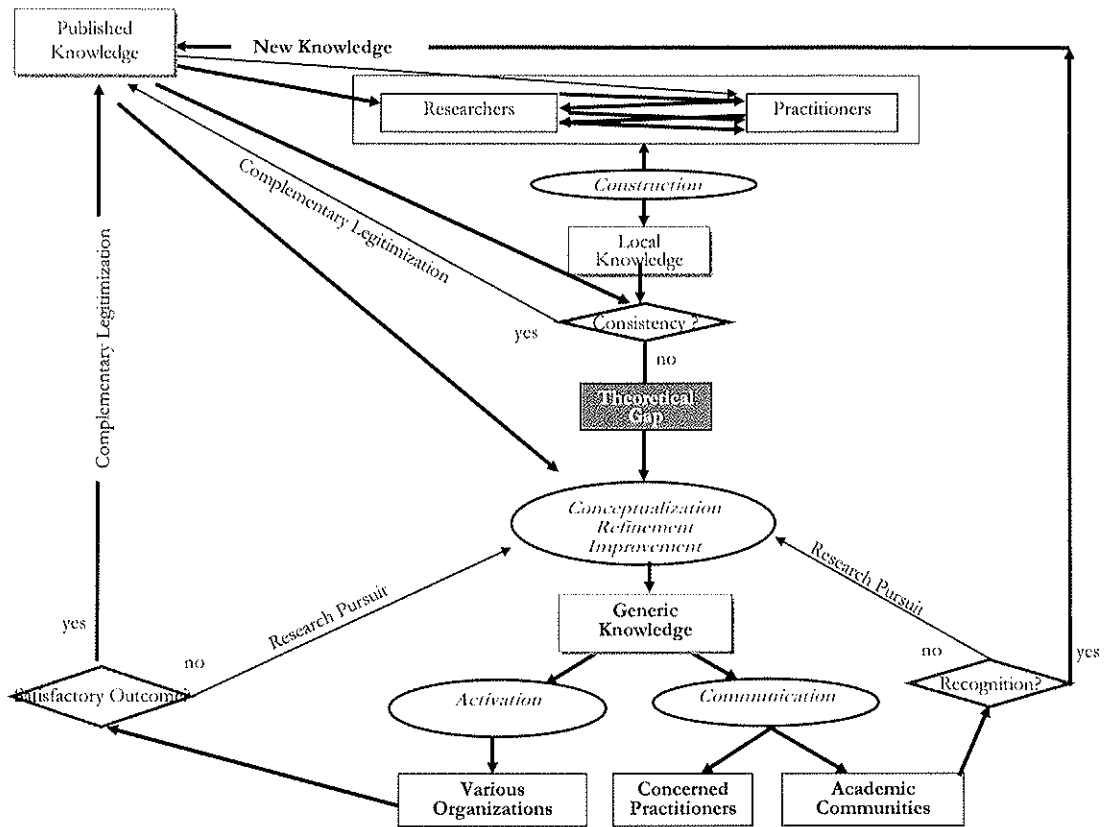 Published
Knowledge
New Knowledge
Researchers
Practitioners
Construction
Complementary Legitimization
Local
Knowledge
Complementary Legitimization
yes
Consistency ?
no
Theoretical
Gap
Conceptualization
Refinement
Improvement
Research Pursuit
Research Pursuit
Generic
Knowledge
yes
no
no
yes
Satisfactory Outcome?
Activation
Communication
Recognition?
Various
Organizations
Concerned
Practitioners
Academic
Communities